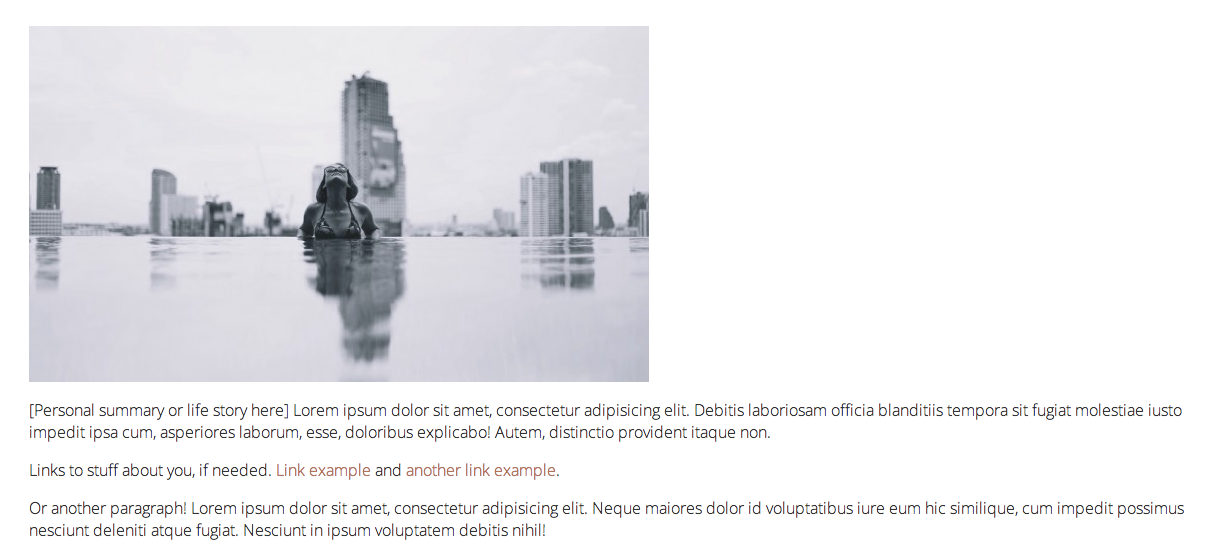 [Personal summary or life story here] Lorem ipsum dolor sit amet, consectetur adipisicing elit. Debitis laboriosam officia blanditiis tempora sit fugiat molestiae iusto
impedit ipsa cum, asperiores laborum, esse, doloribus explicabo! Autem, distinctio provident itaque non.
Links to stuff about you, if needed. Link example and another link example.
Or another paragraph! Lorem ipsum dolor sit amet, consectetur adipisicing elit. Neque maiores dolor id voluptatibus iure eum hic similique, cum impedit possimus
nesciunt deleniti atque fugiat. Nesciunt in ipsum voluptatem debitis nihil!